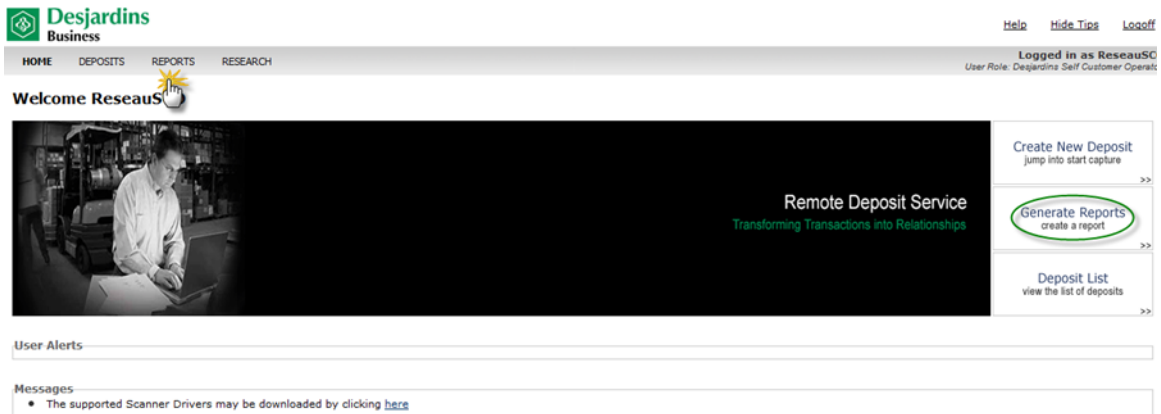 Desjardins
Business
Help Hide Tips Logoff
HOME DEPOSITS REPORTS RESEARCH
Logged in as ReseauSC
User Role: Desjardins Self Customer Operato
Welcome ReseauS
Create New Deposit
jump into start capture
>>
Remote Deposit Service
Transforming Transactions into Relationships
Generate Reports
create a report
>>
Deposit List
view the list of deposits
>>
User Alerts
Messages
• The supported Scanner Drivers may be downloaded by clicking here